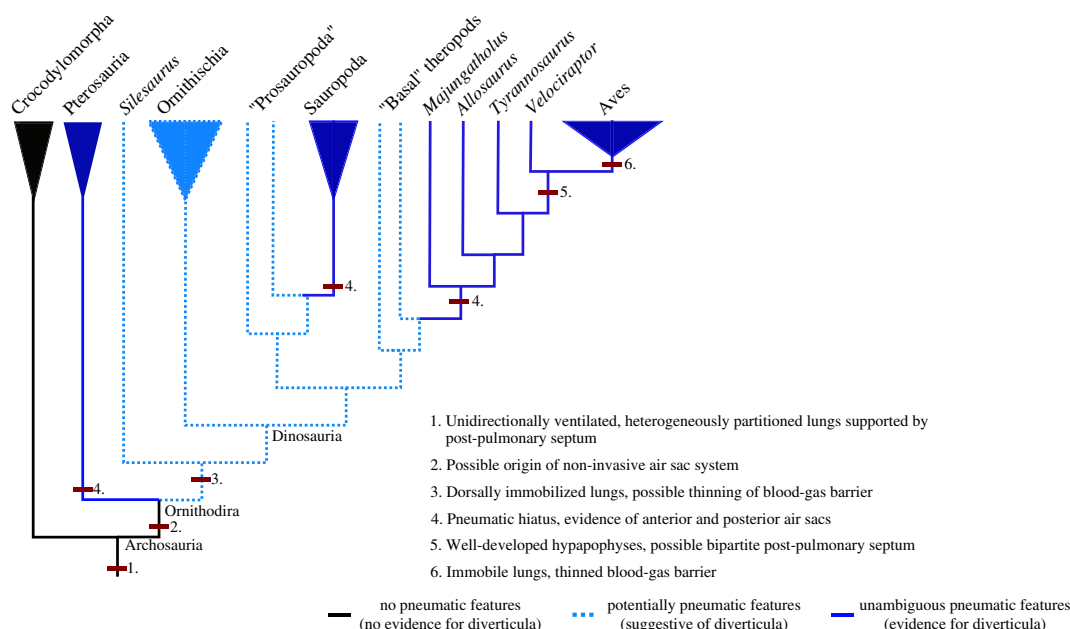 Crocodylomorpha
Pterosauria
Silesaurus
Ornithischia
"Prosauropoda"
Sauropoda
"Basal" theropods
Majungatholus
Allosaurus
Tyrannosaurus
Velociraptor
Aves
6.
5.
4.
4.
Dinosauria
3.
4.
Ornithodira
2.
Archosauria
1.
1. Unidirectionally ventilated, heterogeneously partitioned lungs supported by
post-pulmonary septum
2. Possible origin of non-invasive air sac system
3. Dorsally immobilized lungs, possible thinning of blood-gas barrier
4. Pneumatic hiatus, evidence of anterior and posterior air sacs
5. Well-developed hypapophyses, possible bipartite post-pulmonary septum
6. Immobile lungs, thinned blood-gas barrier
no pneumatic features
(no evidence for diverticula)
potentially pneumatic features
(suggestive of diverticula)
unambiguous pneumatic features
(evidence for diverticula)